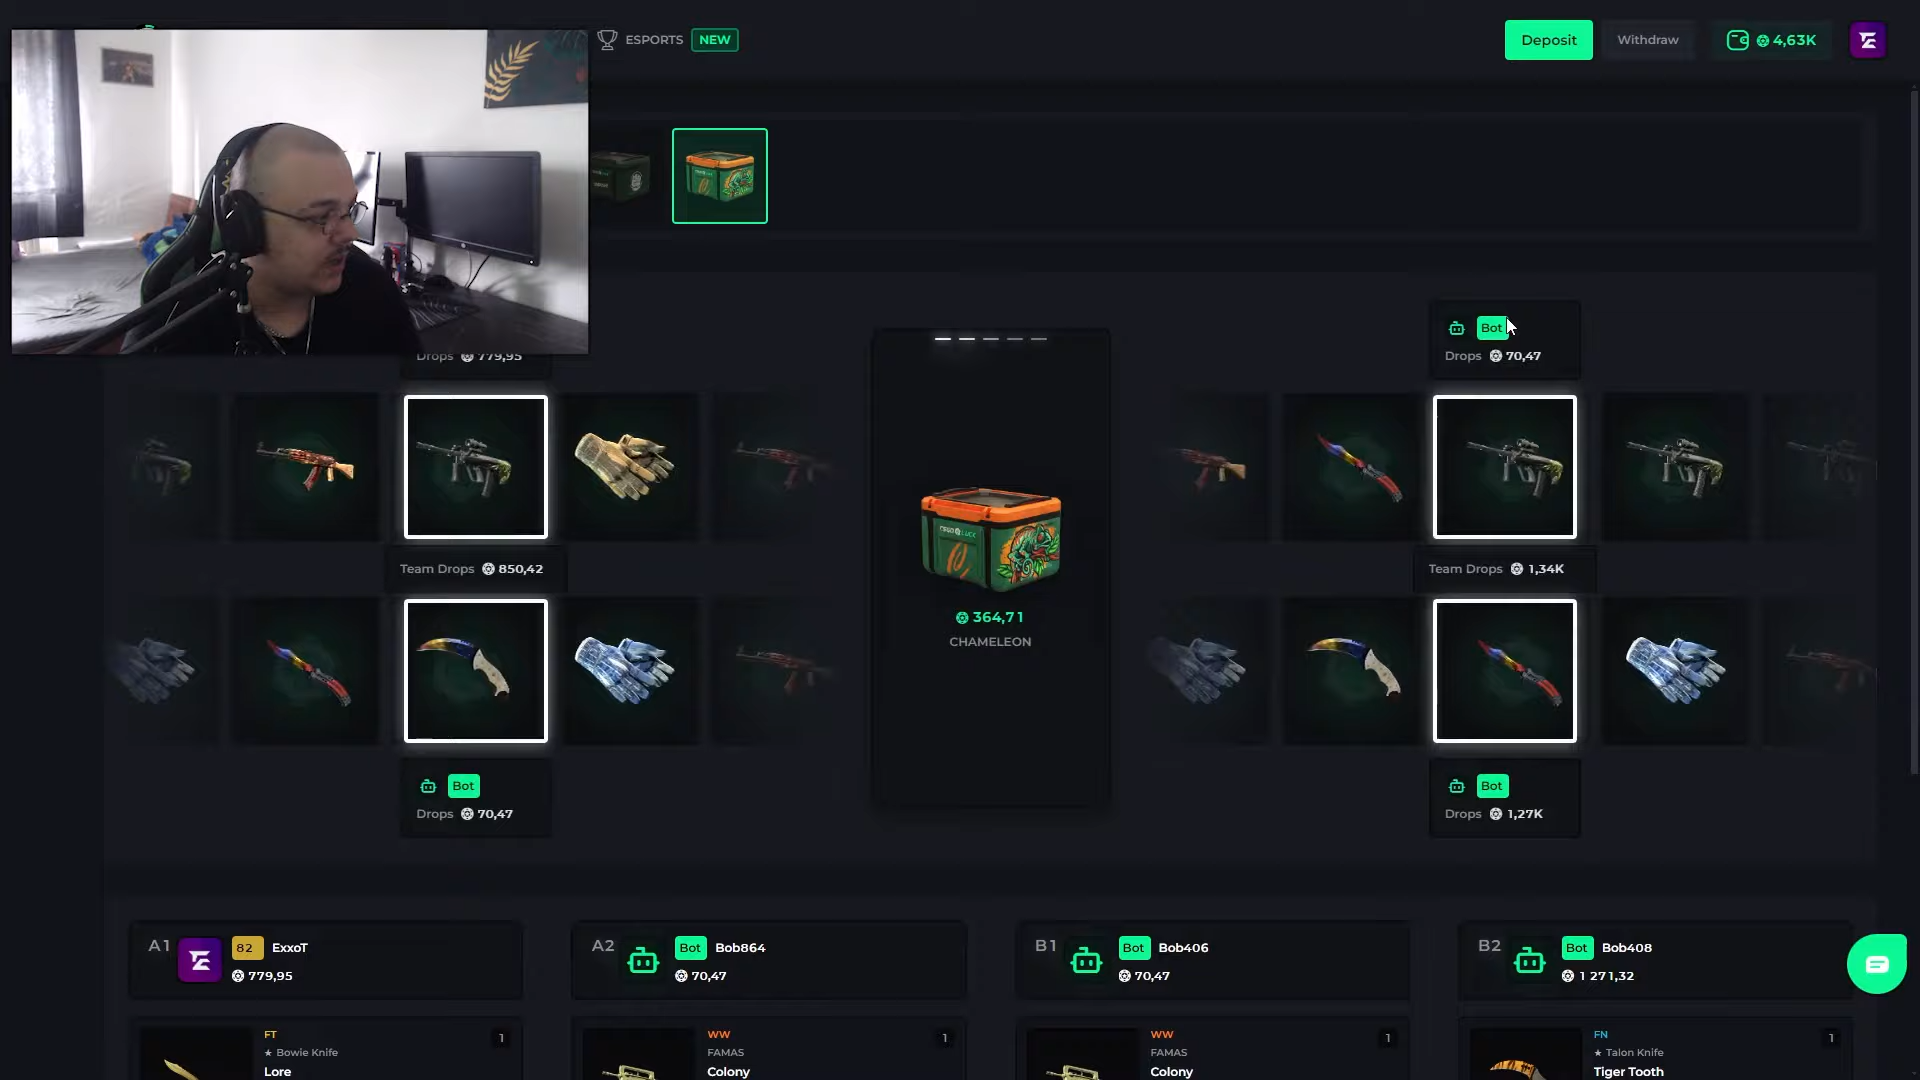 ESPORTS NEW
Deposit
Withdraw
4,63K
Drops 779,95
Bot
Drops 70,47
Team Drops 850,42
Team Drops 1,34K
364,71
CHAMELEON
Bot
Drops 70,47
Bot
Drops 1,27K
A1 82 ExxoT
779,95
A2 Bot Bob864
70,47
B1 Bot Bob406
70,47
B2 Bot Bob408
1 271,32
FT 1
★ Bowie Knife
Lore
WW 1
FAMAS
Colony
WW 1
FAMAS
Colony
FN 1
★ Talon Knife
Tiger Tooth